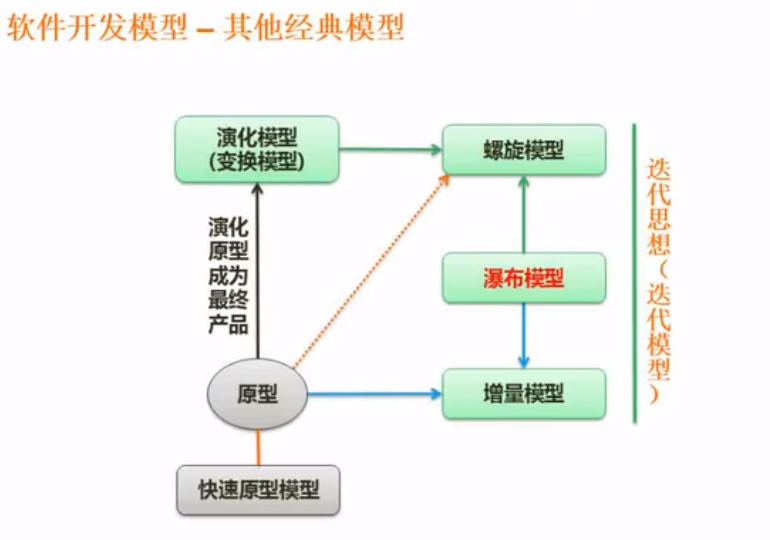 软件开发模型 – 其他经典模型
演化模型
(变换模型)
螺旋模型
演化
原型
成为
最终
产品
瀑布模型
原型
增量模型
快速原型模型
迭代思想（迭代模型）